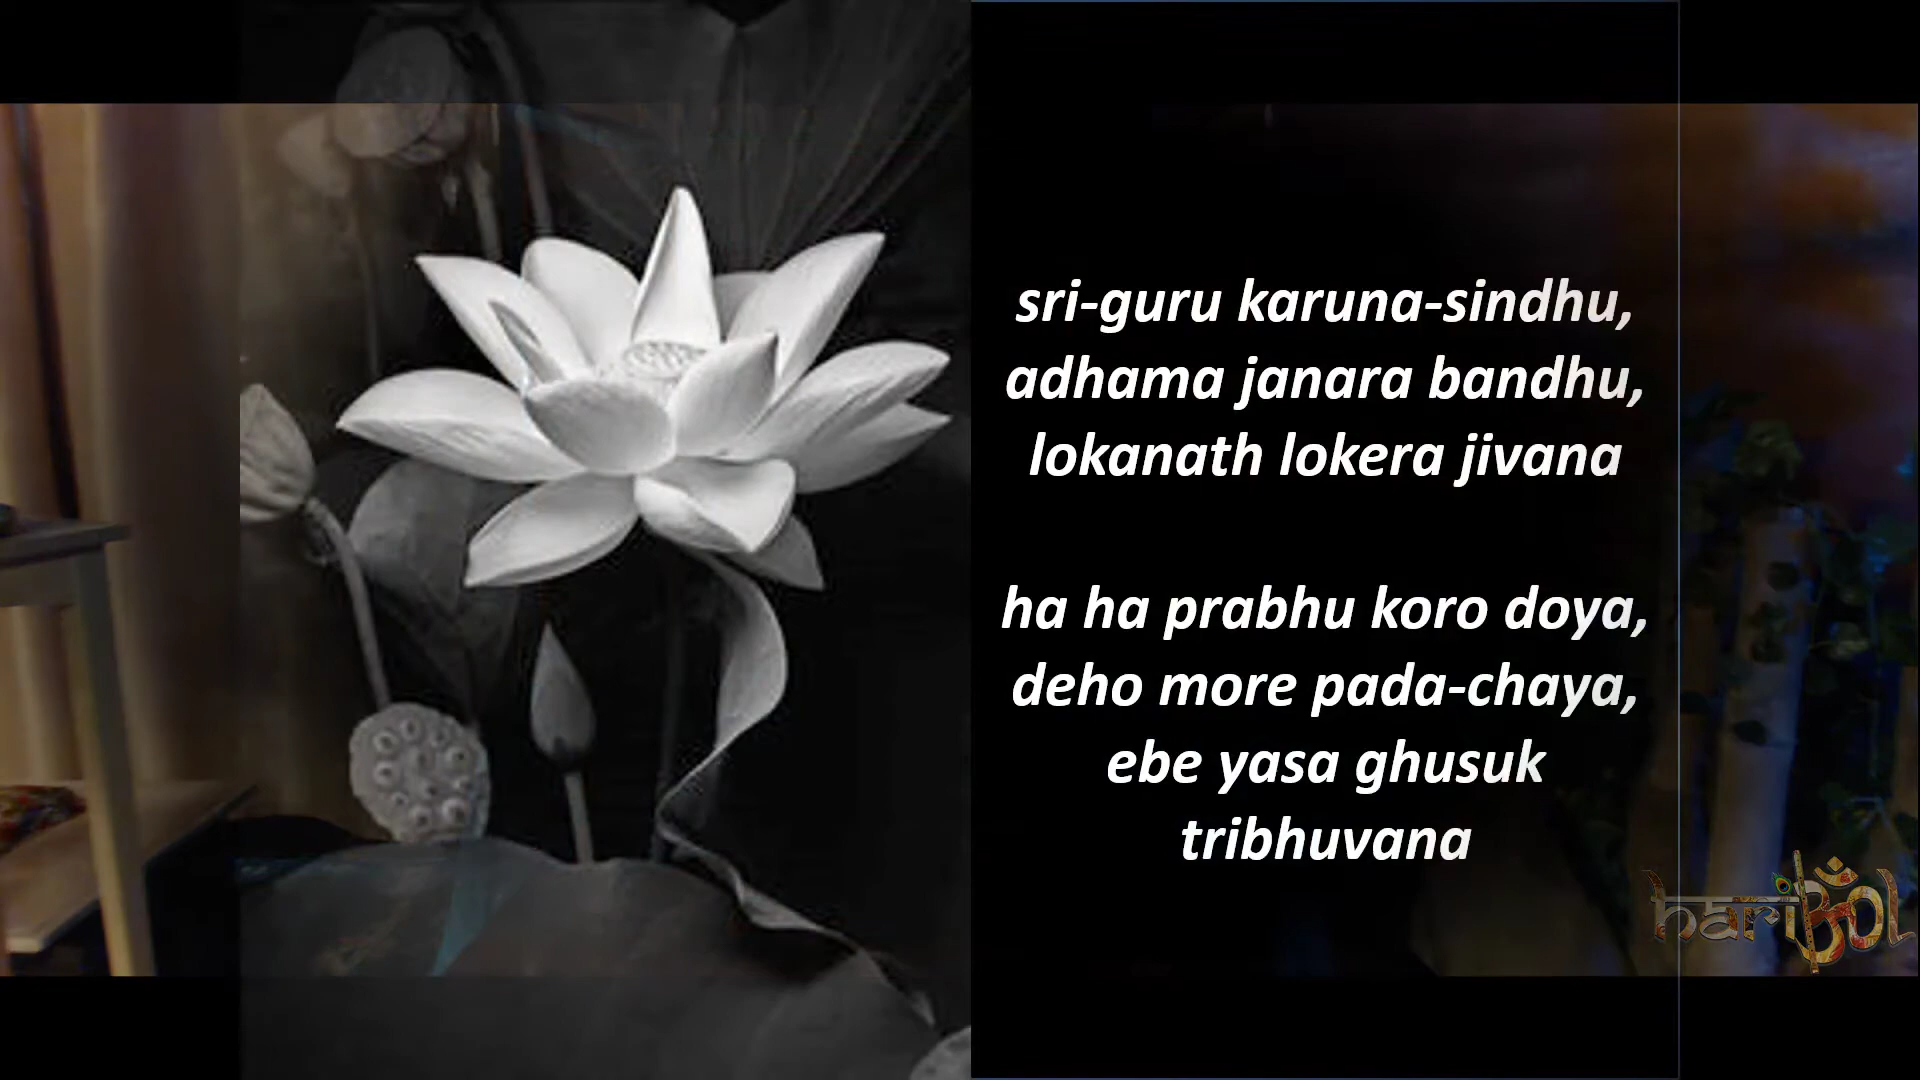 sri-guru karuna-sindhu,
adhama janara bandhu,
lokanath lokera jivana
ha ha prabhu koro doya,
deho more pada-chaya,
ebe yasa ghusuk
tribhuvana
hariBOL